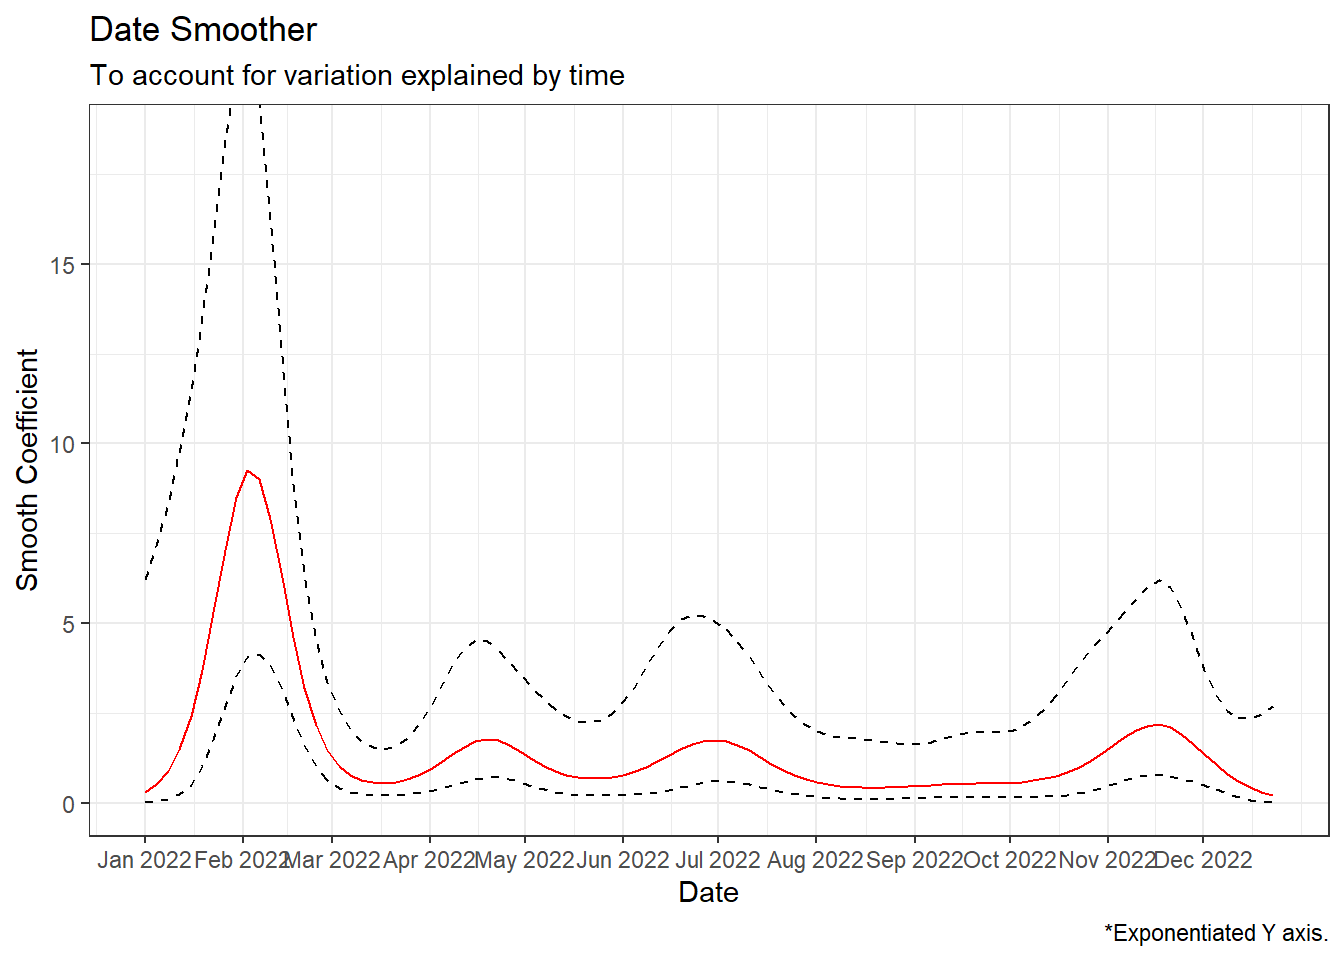 Date Smoother
To account for variation explained by time
Smooth Coefficient
15
10
5
0
Jan 2022 Feb 2022 Mar 2022 Apr 2022 May 2022 Jun 2022 Jul 2022 Aug 2022 Sep 2022 Oct 2022 Nov 2022 Dec 2022
Date
*Exponentiated Y axis.